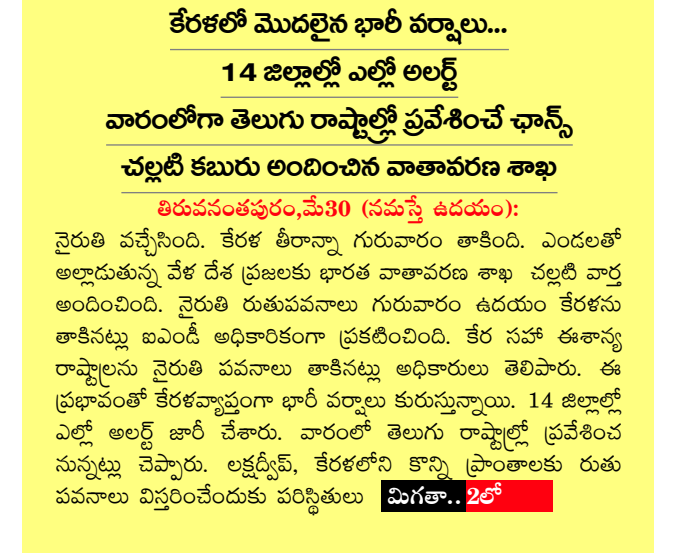 కేరళలో మొదలైన భారీ వర్షాలు...
14 జిల్లాల్లో ఎల్లో అలర్ట్
వారంలోగా తెలుగు రాష్ట్రాల్లో ప్రవేశించే ఛాన్స్
చల్లటి కబురు అందించిన వాతావరణ శాఖ
తిరువనంతపురం,మే30 (నమస్తే ఉదయం):
నైరుతి వచ్చేసింది. కేరళ తీరాన్నా గురువారం తాకింది. ఎండలతో
అల్లాడుతున్న వేళ దేశ ప్రజలకు భారత వాతావరణ శాఖ చల్లటి వార్త
అందించింది. నైరుతి రుతుపవనాలు గురువారం ఉదయం కేరళను
తాకినట్లు ఐఎండీ అధికారికంగా ప్రకటించింది. కేర సహా ఈశాన్య
రాష్ట్రాలను నైరుతి పవనాలు తాకినట్లు అధికారులు తెలిపారు. ఈ
ప్రభావంతో కేరళవ్యాప్తంగా భారీ వర్షాలు కురుస్తున్నాయి. 14 జిల్లాల్లో
ఎల్లో అలర్ట్ జారీ చేశారు. వారంలో తెలుగు రాష్ట్రాల్లో ప్రవేశించ
నున్నట్లు చెప్పారు. లక్షద్వీప్, కేరళలోని కొన్ని ప్రాంతాలకు రుతు
పవనాలు విస్తరించేందుకు పరిస్థితులు మిగతా.. 2లో